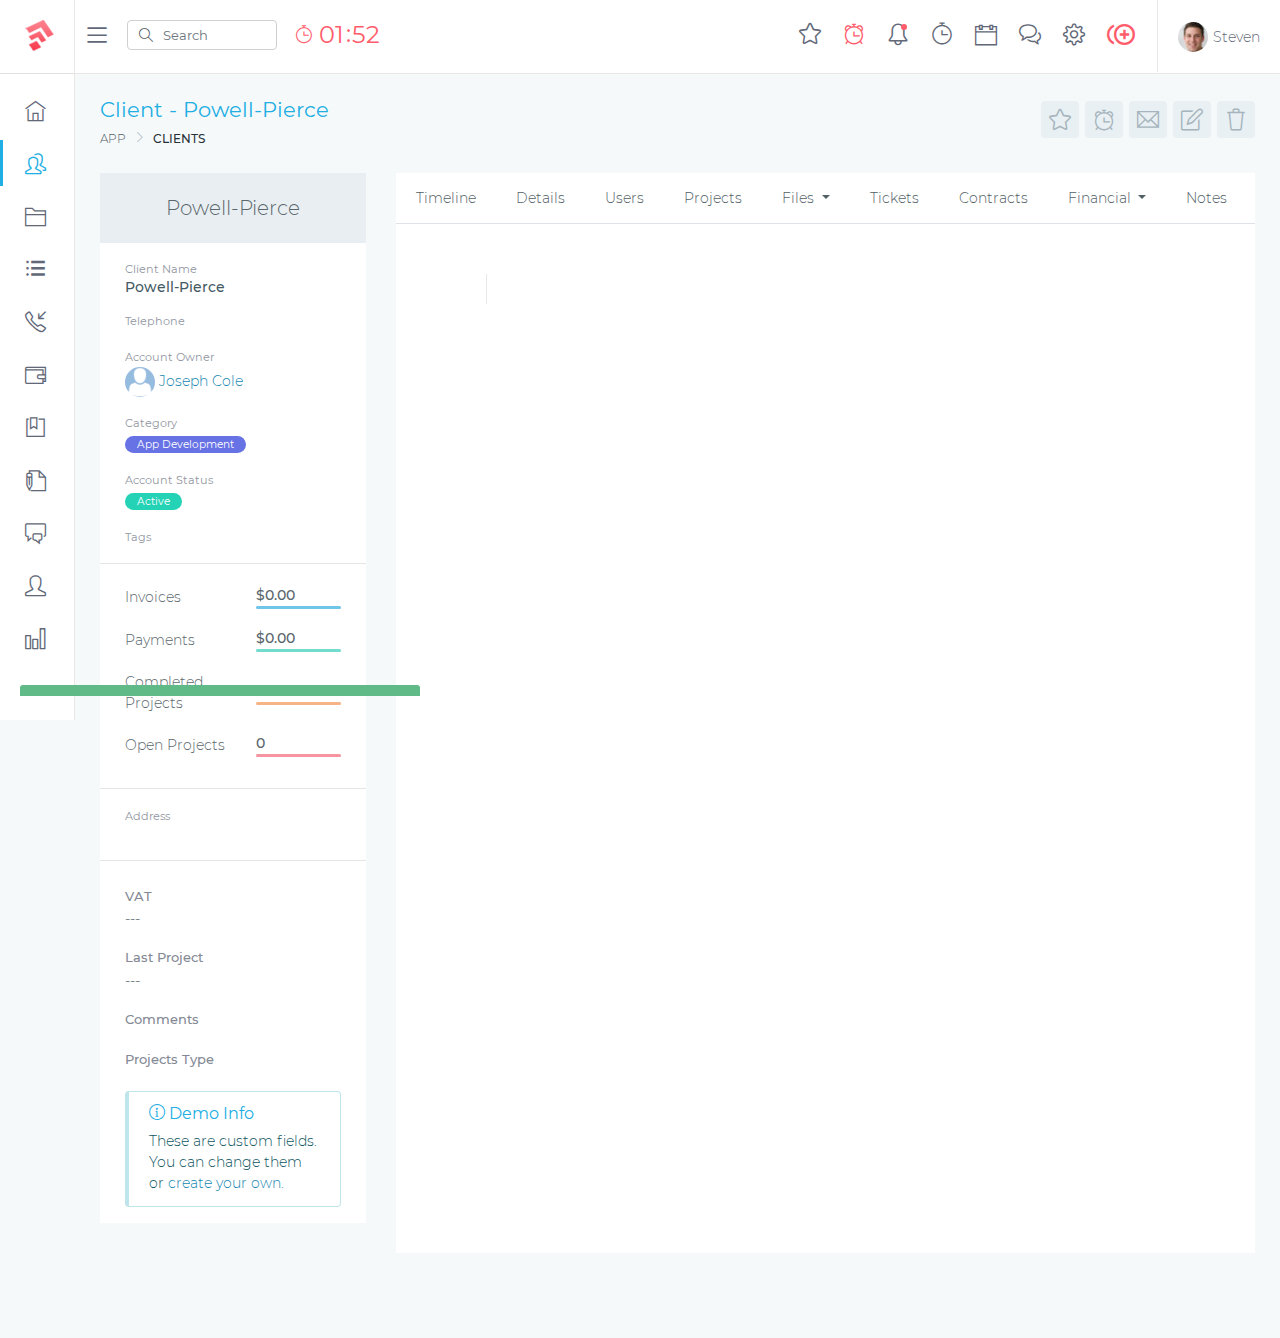 Search
01:52
Steven
Client - Powell-Pierce
APP
CLIENTS
Powell-Pierce
Timeline
Details
Users
Projects
Files
Tickets
Contracts
Financial
Notes
Client Name
Powell-Pierce
Telephone
Account Owner
Joseph Cole
Category
App Development
Account Status
Active
Tags
Invoices
$0.00
Payments
$0.00
Completed
Projects
Open Projects
0
Address
VAT
---
Last Project
---
Comments
Projects Type
Demo Info
These are custom fields.
You can change them
or create your own.